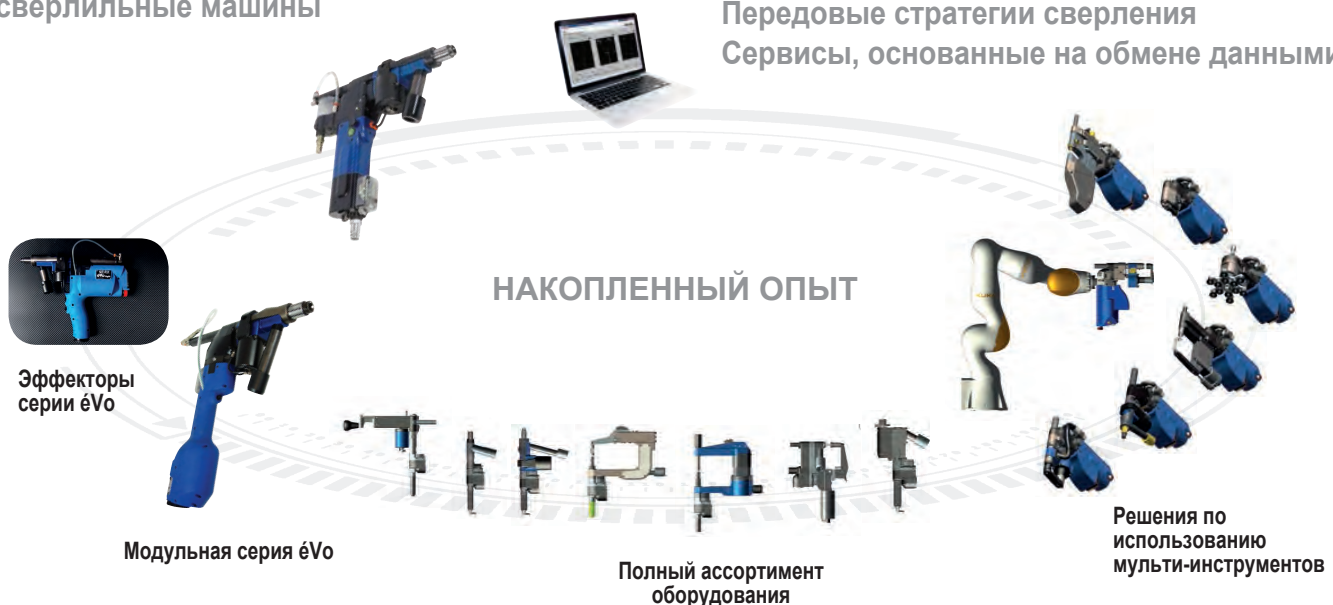 сверлильные машины
Передовые стратегии сверления
Сервисы, основанные на обмене данными
НАКОПЛЕННЫЙ ОПЫТ
Эффекторы
серии éVo
Модульная серия éVo
Полный ассортимент
оборудования
Решения по
использованию
мульти-инструментов